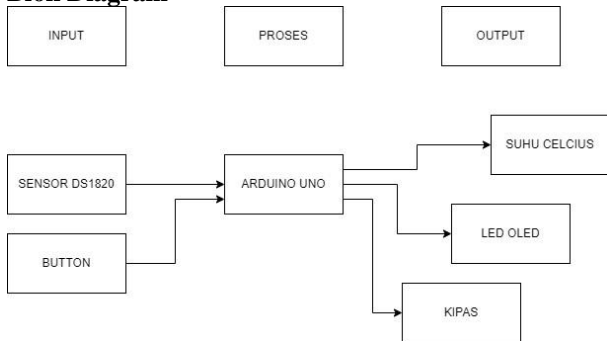 Blok Diagram
INPUT
PROSES
OUTPUT
SUHU CELCIUS
SENSOR DS1820
ARDUINO UNO
LED OLED
BUTTON
KIPAS